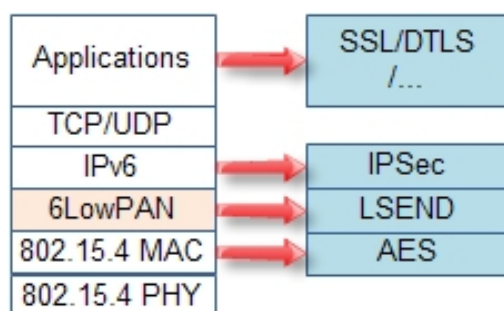 Applications
SSL/DTLS
/...
TCP/UDP
IPv6
IPSec
6LowPAN
LSEND
802.15.4 MAC
AES
802.15.4 PHY